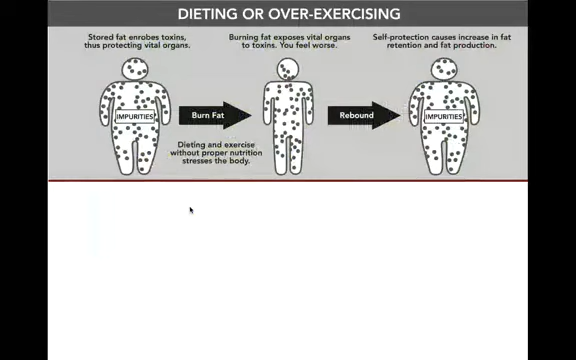 DIETING OR OVER-EXERCISING
Stored fat enrobes toxins,
thus protecting vital organs.
Burning fat exposes vital organs
to toxins. You feel worse.
Self-protection causes increase in fat
retention and fat production.
IMPURITIES
Burn Fat
Rebound
IMPURITIES
Dieting and exercise
without proper nutrition
stresses the body.